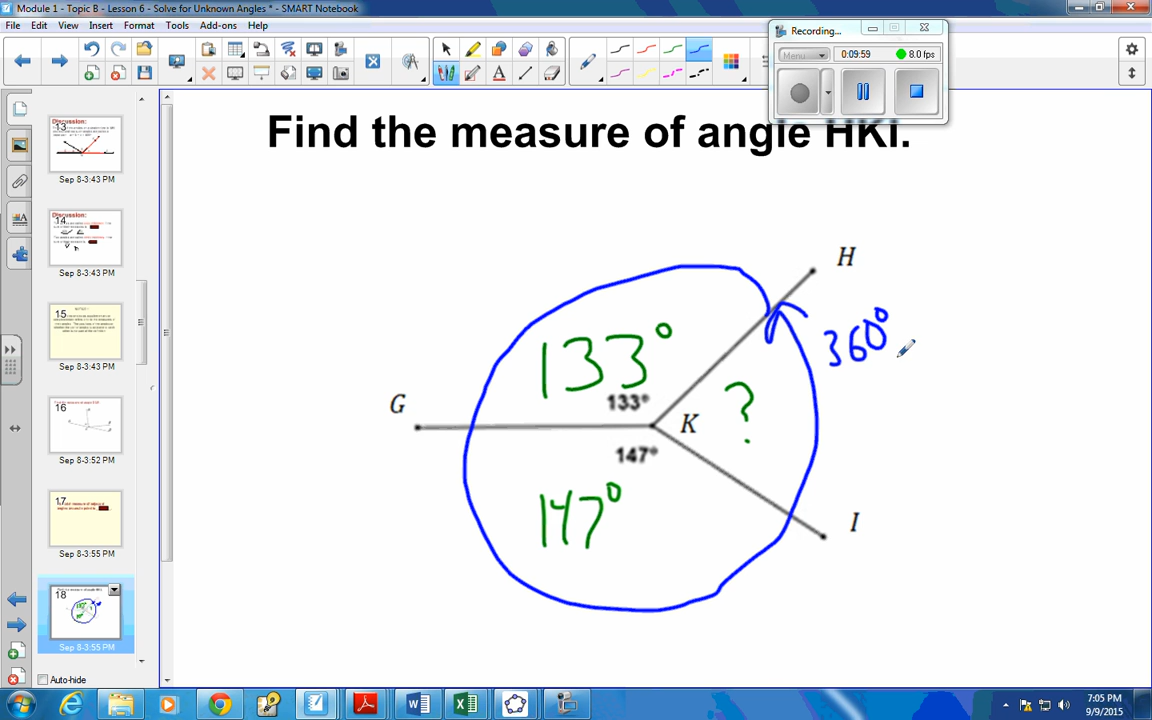 Module 1 - Topic B - Lesson 6 - Solve for Unknown Angles * - SMART Notebook
File Edit View Insert Format Tools Add-ons Help
Recording...
Menu 0:09:59 8.0 fps
Find the measure of angle HKI.
13
Discussion:
Sep 8-3:43 PM
14
Discussion:
Sep 8-3:43 PM
15
Sep 8-3:43 PM
16
Sep 8-3:52 PM
17
Sep 8-3:55 PM
18
Sep 8-3:55 PM
Auto-hide
H
360°
133°
133°
?
G
K
147°
147°
I
7:05 PM
9/9/2015